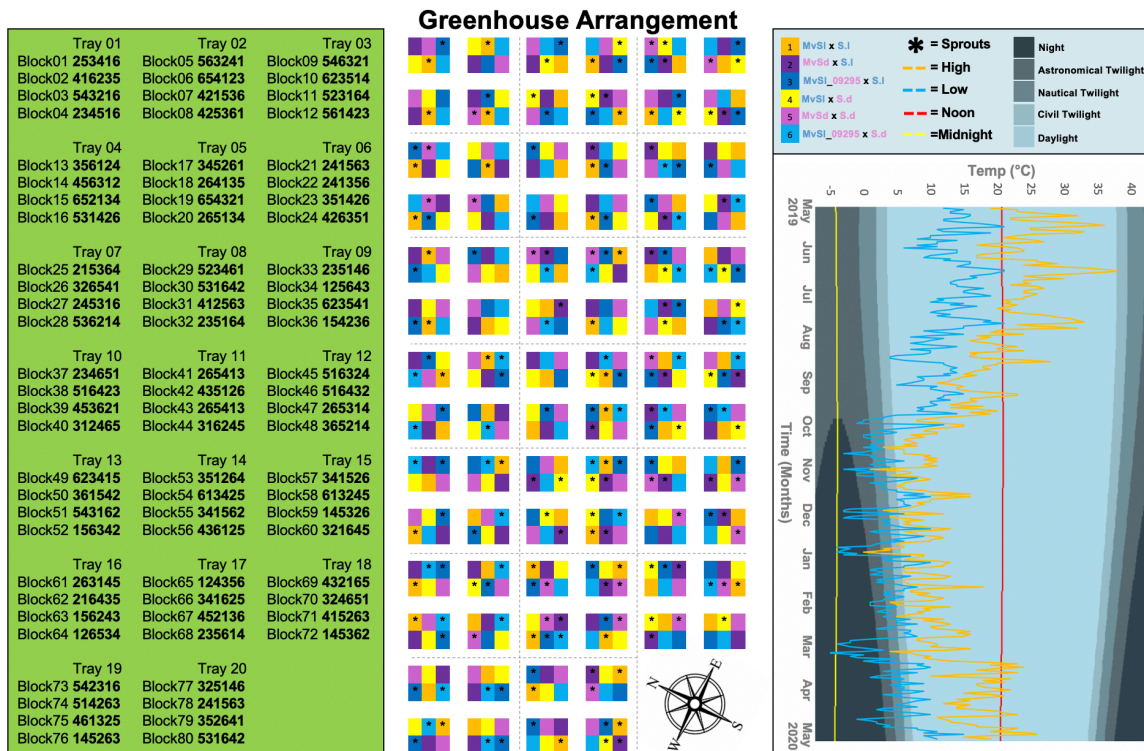 Greenhouse Arrangement
Tray 01 Tray 02 Tray 03
Block01 253416 Block05 563241 Block09 546321
Block02 416235 Block06 654123 Block10 623514
Block03 543216 Block07 421536 Block11 523164
Block04 234516 Block08 425361 Block12 561423
Tray 04 Tray 05 Tray 06
Block13 356124 Block17 345261 Block21 241563
Block14 456312 Block18 264135 Block22 241356
Block15 652134 Block19 654321 Block23 351426
Block16 531426 Block20 265134 Block24 426351
Tray 07 Tray 08 Tray 09
Block25 215364 Block29 523461 Block33 235146
Block26 326541 Block30 531642 Block34 125643
Block27 245316 Block31 412563 Block35 623541
Block28 536214 Block32 235164 Block36 154236
Tray 10 Tray 11 Tray 12
Block37 234651 Block41 265413 Block45 516324
Block38 516423 Block42 435126 Block46 516432
Block39 453621 Block43 265413 Block47 265314
Block40 312465 Block44 316245 Block48 365214
Tray 13 Tray 14 Tray 15
Block49 623415 Block53 351264 Block57 341526
Block50 361542 Block54 613425 Block58 613245
Block51 543162 Block55 341562 Block59 145326
Block52 156342 Block56 436125 Block60 321645
Tray 16 Tray 17 Tray 18
Block61 263145 Block65 124356 Block69 432165
Block62 216435 Block66 341625 Block70 324651
Block63 156243 Block67 452136 Block71 415263
Block64 126534 Block68 235614 Block72 145362
Tray 19 Tray 20
Block73 542316 Block77 325146
Block74 514263 Block78 241563
Block75 461325 Block79 352641
Block76 145263 Block80 531642
N E S W
1 MvSl x S.l
2 MvSd x S.l
3 MvSl_09295 x S.l
4 MvSl x S.d
5 MvSd x S.d
6 MvSl_09295 x S.d
* = Sprouts
= High
= Low
= Noon
=Midnight
Night
Astronomical Twilight
Nautical Twilight
Civil Twilight
Daylight
Temp (°C)
-5 0 5 10 15 20 25 30 35 40
Time (Months)
May 2019
Jun
Jul
Aug
Sep
Oct
Nov
Dec
Jan
Feb
Mar
Apr
May 2020